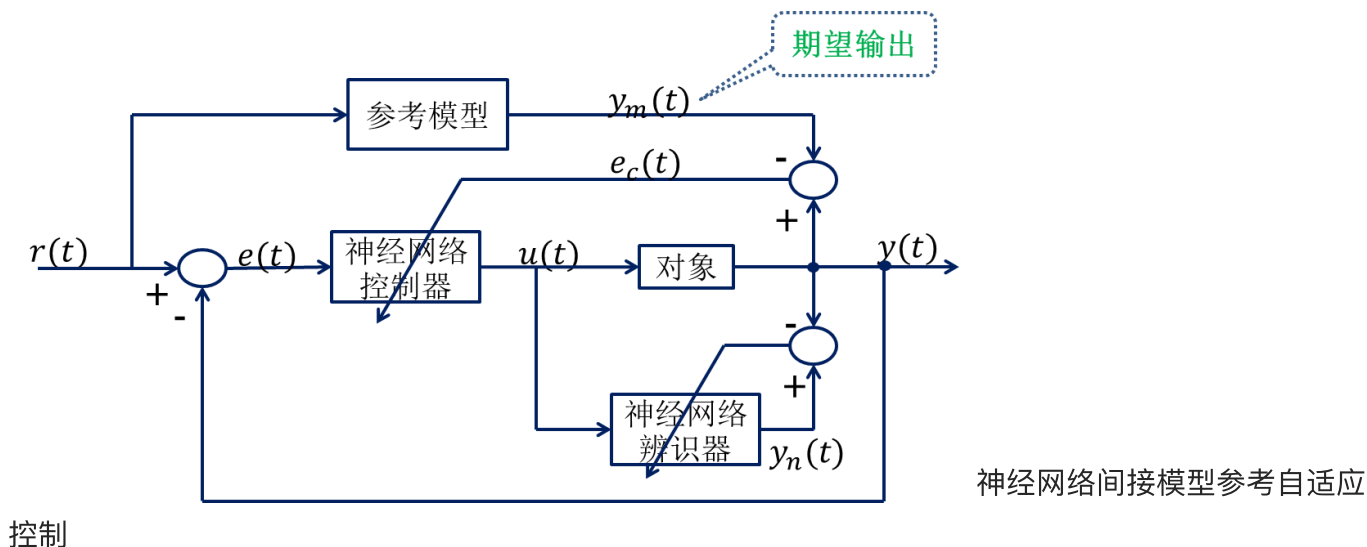 期望输出
参考模型
yₘ(t)
-
e_c(t)
+
r(t)
e(t)
神经网络
控制器
u(t)
对象
y(t)
+
-
-
+
神经网络
辨识器
yₙ(t)
神经网络间接模型参考自适应
控制